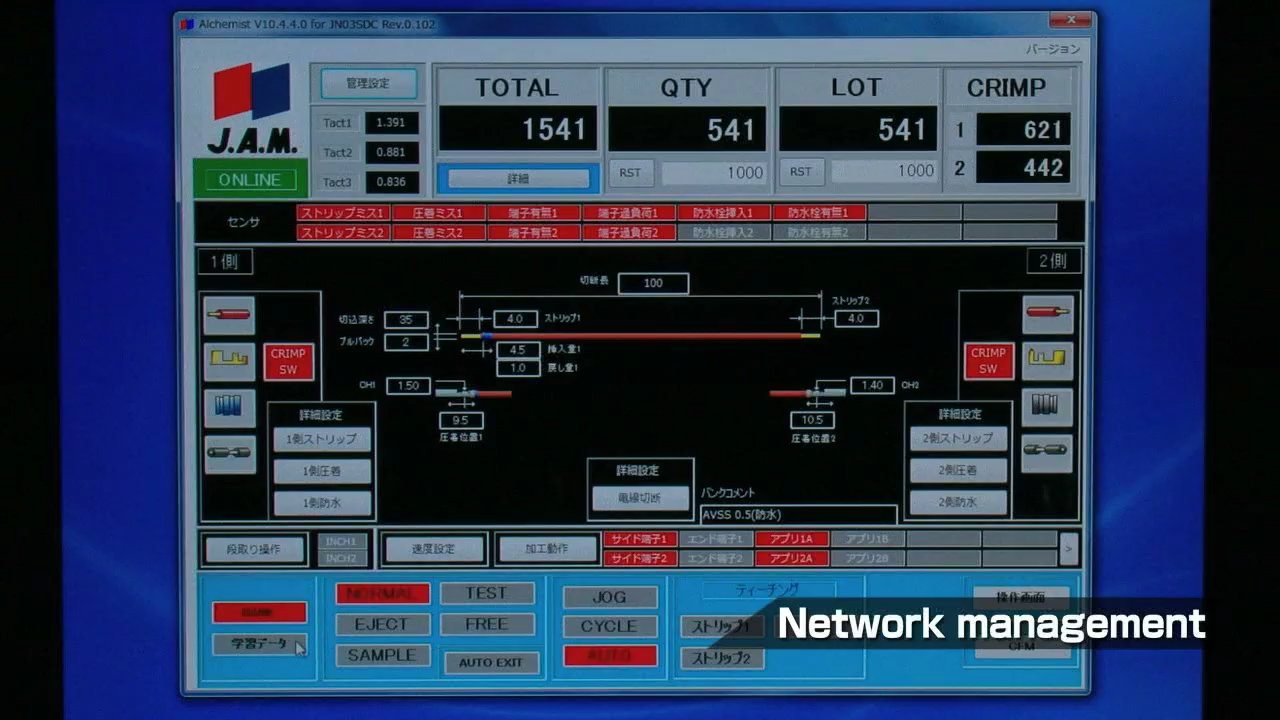 Alchemist V10.4.4.0 for JN03SDC Rev.0.102
バージョン
J.A.M.
ONLINE
管理設定
Tact1 1.391
Tact2 0.881
Tact3 0.836
TOTAL
1541
詳細
QTY
541
RST 1000
LOT
541
RST 1000
CRIMP
1 621
2 442
センサ
ストリップミス1 圧着ミス1 端子有無1 端子過負荷1 防水栓挿入1 防水栓有無1
ストリップミス2 圧着ミス2 端子有無2 端子過負荷2 防水栓挿入2 防水栓有無2
1側
2側
切断長 100
切込深さ 35
プルバック 2
4.0 ストリップ1
ストリップ2
4.0
4.5 挿入量1
1.0 戻し量1
CRIMP SW
CRIMP SW
CH1 1.50
9.5
圧着位置1
1.40 CH2
10.5
圧着位置2
詳細設定
1側ストリップ
1側圧着
1側防水
詳細設定
電線切断
バンクコメント
AVSS 0.5(防水)
詳細設定
2側ストリップ
2側圧着
2側防水
段取り操作
INCH1
INCH2
速度設定
加工動作
サイド端子1 エンド端子1 アプリ1A アプリ1B
サイド端子2 エンド端子2 アプリ2A アプリ2B
>
学習データ
NORMAL TEST
EJECT FREE
SAMPLE AUTO EXIT
JOG
CYCLE
AUTO
ティーチング
ストリップ1
ストリップ2
操作画面
CFM
Network management